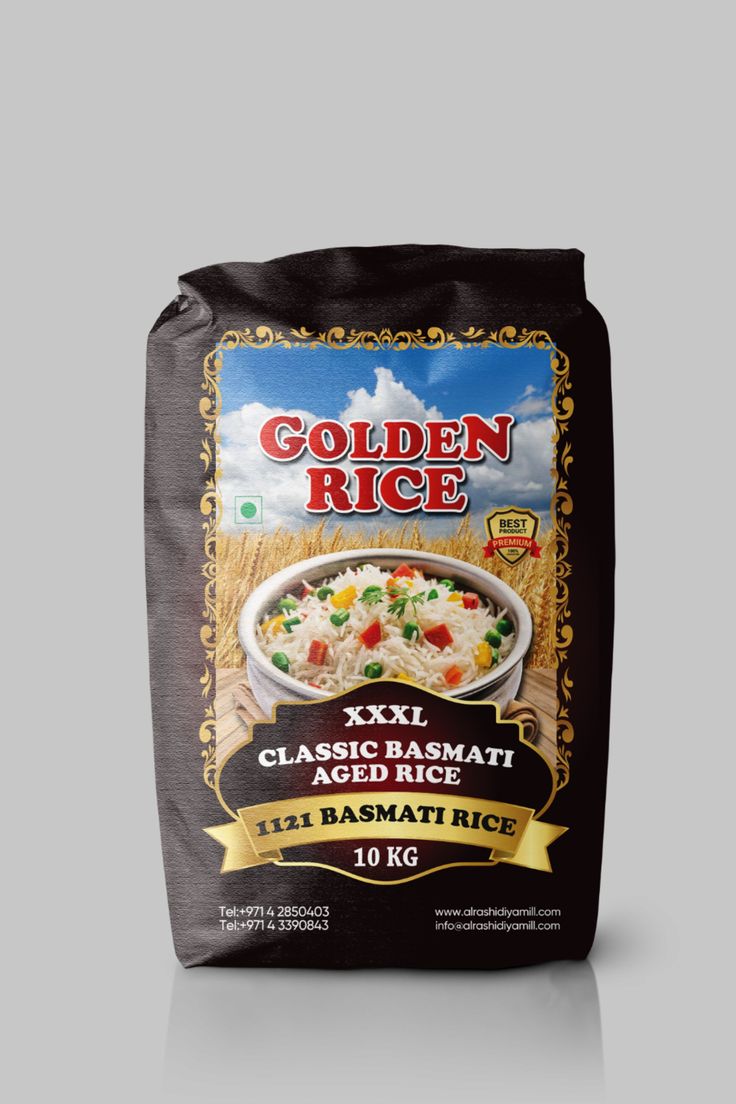 GOLDEN
RICE
BEST
PRODUCT
PREMIUM
100%
XXXL
CLASSIC BASMATI
AGED RICE
1121 BASMATI RICE
10 KG
Tel:+971 4 2850403
Tel:+971 4 3390843
www.alrashidiyamill.com
info@alrashidiyamill.com